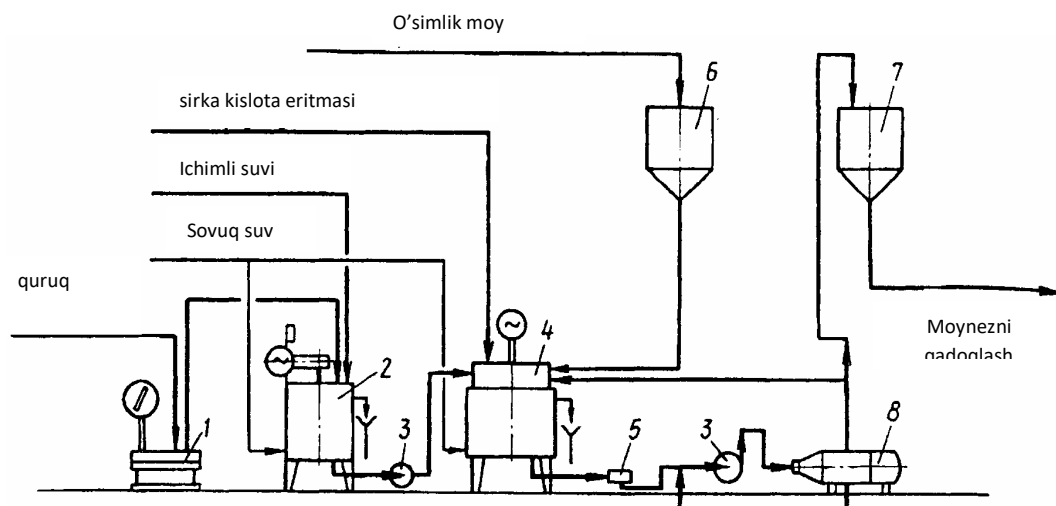 O’simlik moy
sirka kislota eritmasi
Ichimli suvi
Sovuq suv
quruq
Moynezni
qadoqlash
1
2
3
4
5
3
6
7
8